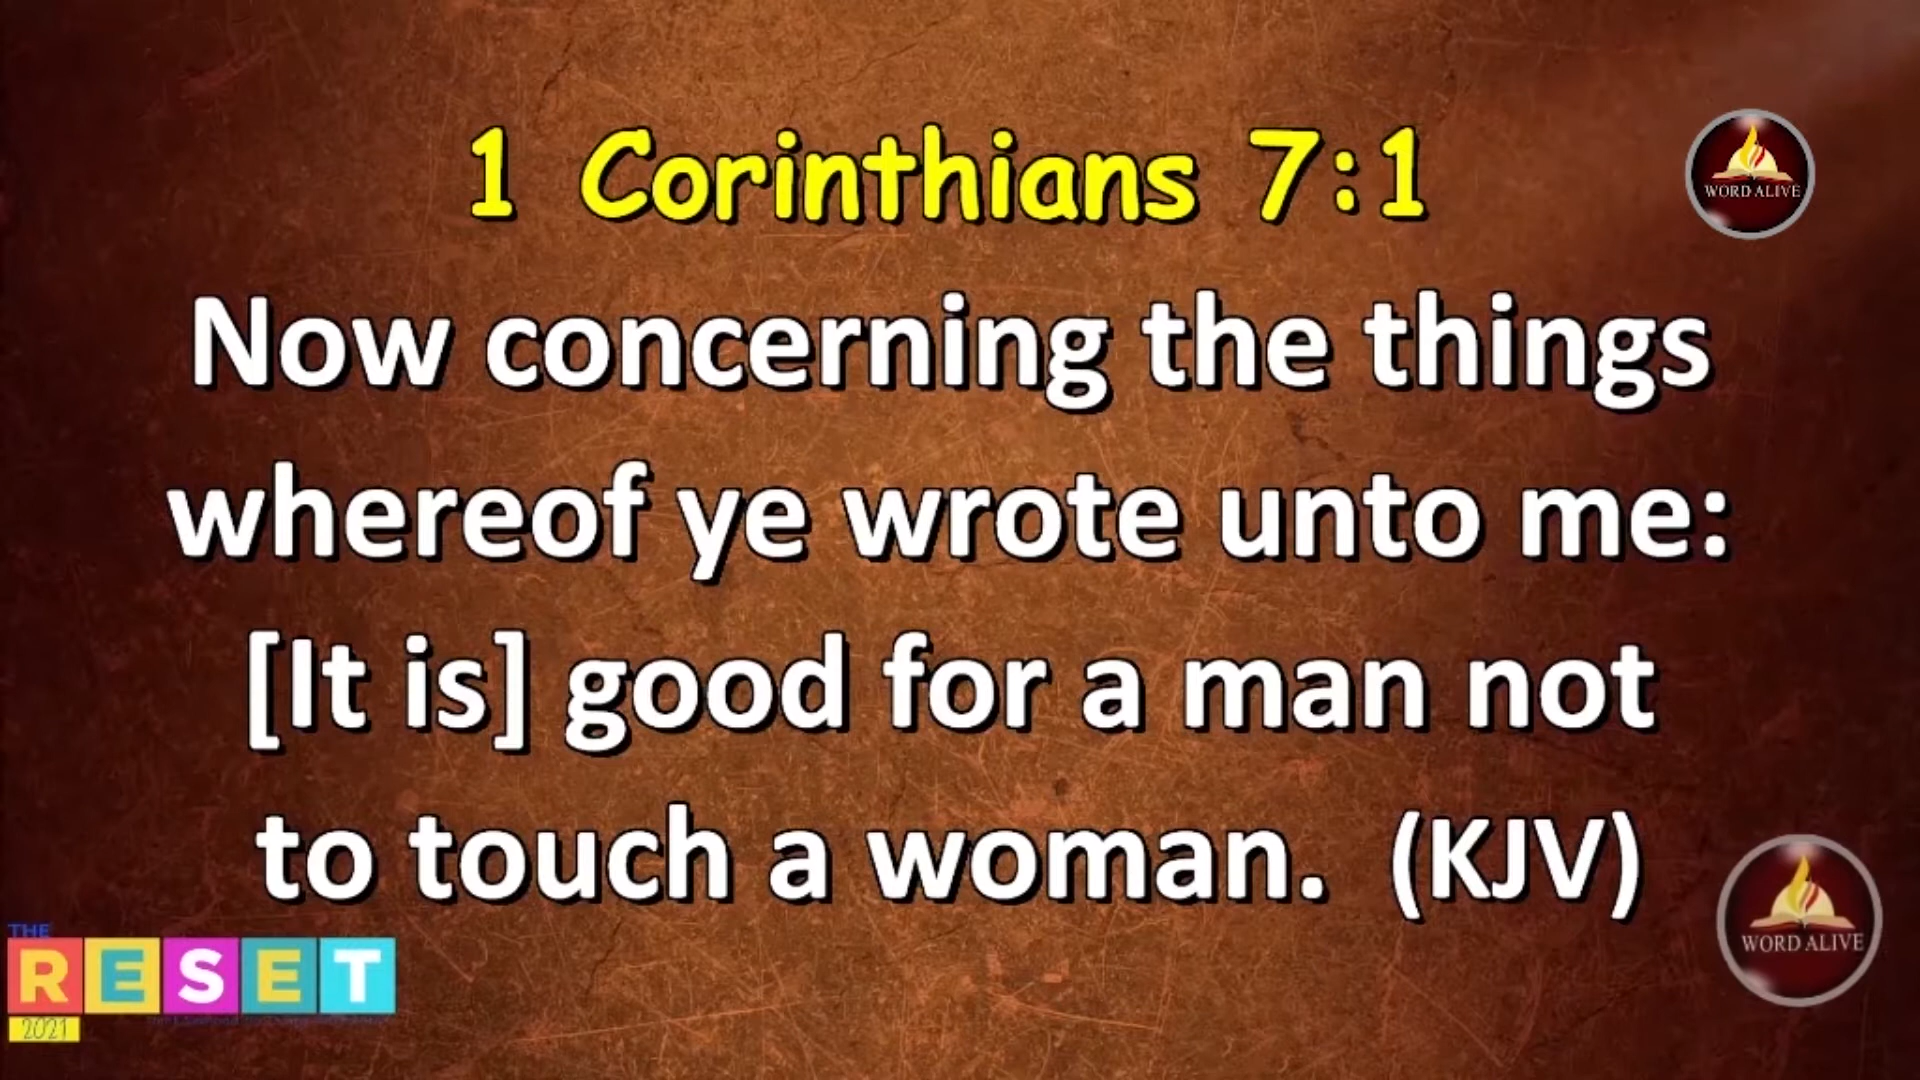 1 Corinthians 7:1
WORD ALIVE
Now concerning the things
whereof ye wrote unto me:
[It is] good for a man not
to touch a woman. (KJV)
THE
RESET
2021
WORD ALIVE